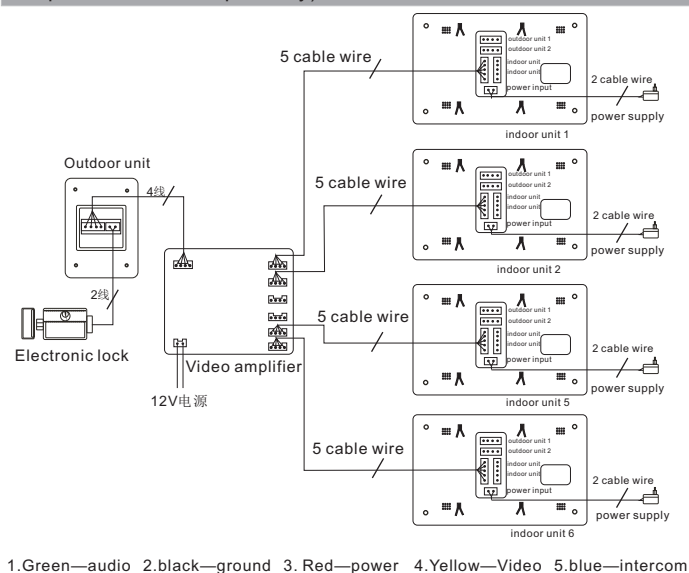 5 cable wire
outdoor unit 1
outdoor unit 2
indoor unit
indoor unit
power input
2 cable wire
power supply
indoor unit 1
Outdoor unit
4线
5 cable wire
outdoor unit 1
outdoor unit 2
indoor unit
indoor unit
power input
2 cable wire
power supply
indoor unit 2
2线
Electronic lock
Video amplifier
12V电源
5 cable wire
outdoor unit 1
outdoor unit 2
indoor unit
indoor unit
power input
2 cable wire
power supply
indoor unit 5
5 cable wire
outdoor unit 1
outdoor unit 2
indoor unit
indoor unit
power input
2 cable wire
power supply
indoor unit 6
1.Green—audio 2.black—ground 3. Red—power 4.Yellow—Video 5.blue—intercom